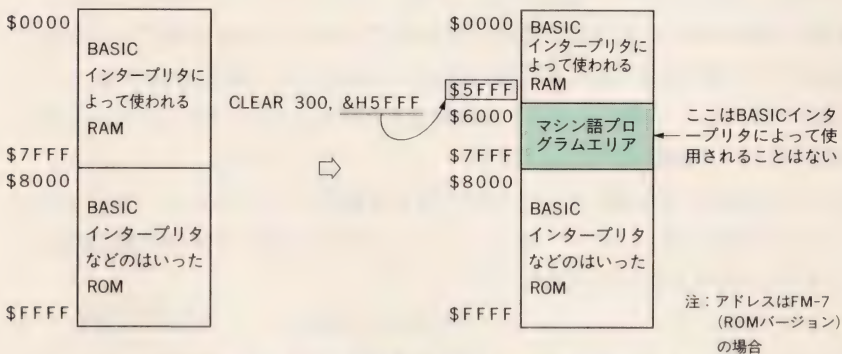 $0000
BASIC
インタープリタに
よって使われる
RAM
$7FFF
$8000
BASIC
インタープリタ
などのはいった
ROM
$FFFF
CLEAR 300, &H5FFF
⇨
$0000
BASIC
インタープリタに
よって使われる
RAM
$5FFF
$6000
マシン語プロ
グラムエリア
$7FFF
$8000
BASIC
インタープリタ
などのはいった
ROM
$FFFF
ここはBASICインタ
ープリタによって使
用されることはない
注：アドレスはFM-7
(ROMバージョン)
の場合